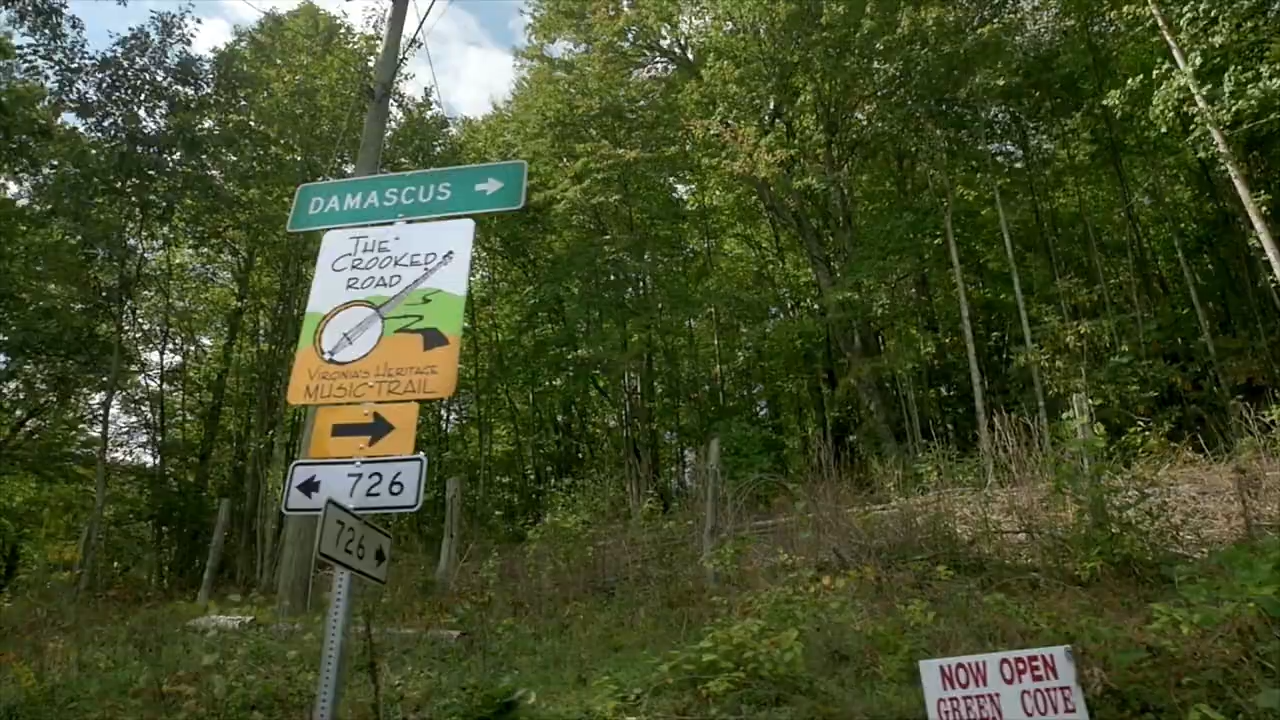 DAMASCUS
THE
CROOKED
ROAD
VIRGINIA'S HERITAGE
MUSIC TRAIL
726
726
NOW OPEN
GREEN COVE